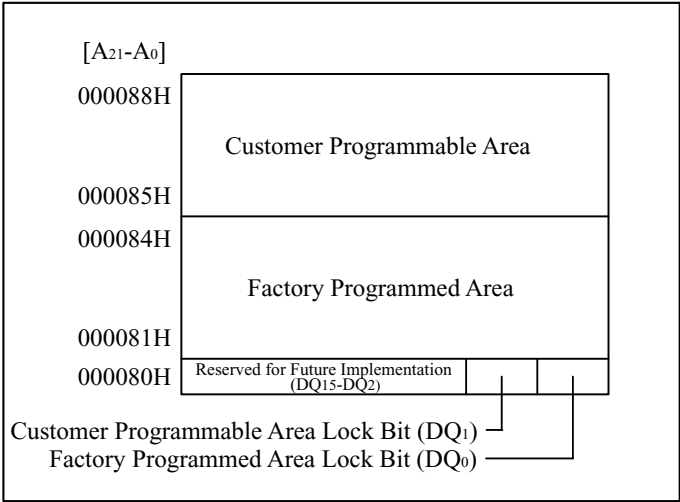 [A21-A0]
000088H
Customer Programmable Area
000085H
000084H
Factory Programmed Area
000081H
000080H
Reserved for Future Implementation
(DQ15-DQ2)
Customer Programmable Area Lock Bit (DQ1)
Factory Programmed Area Lock Bit (DQ0)